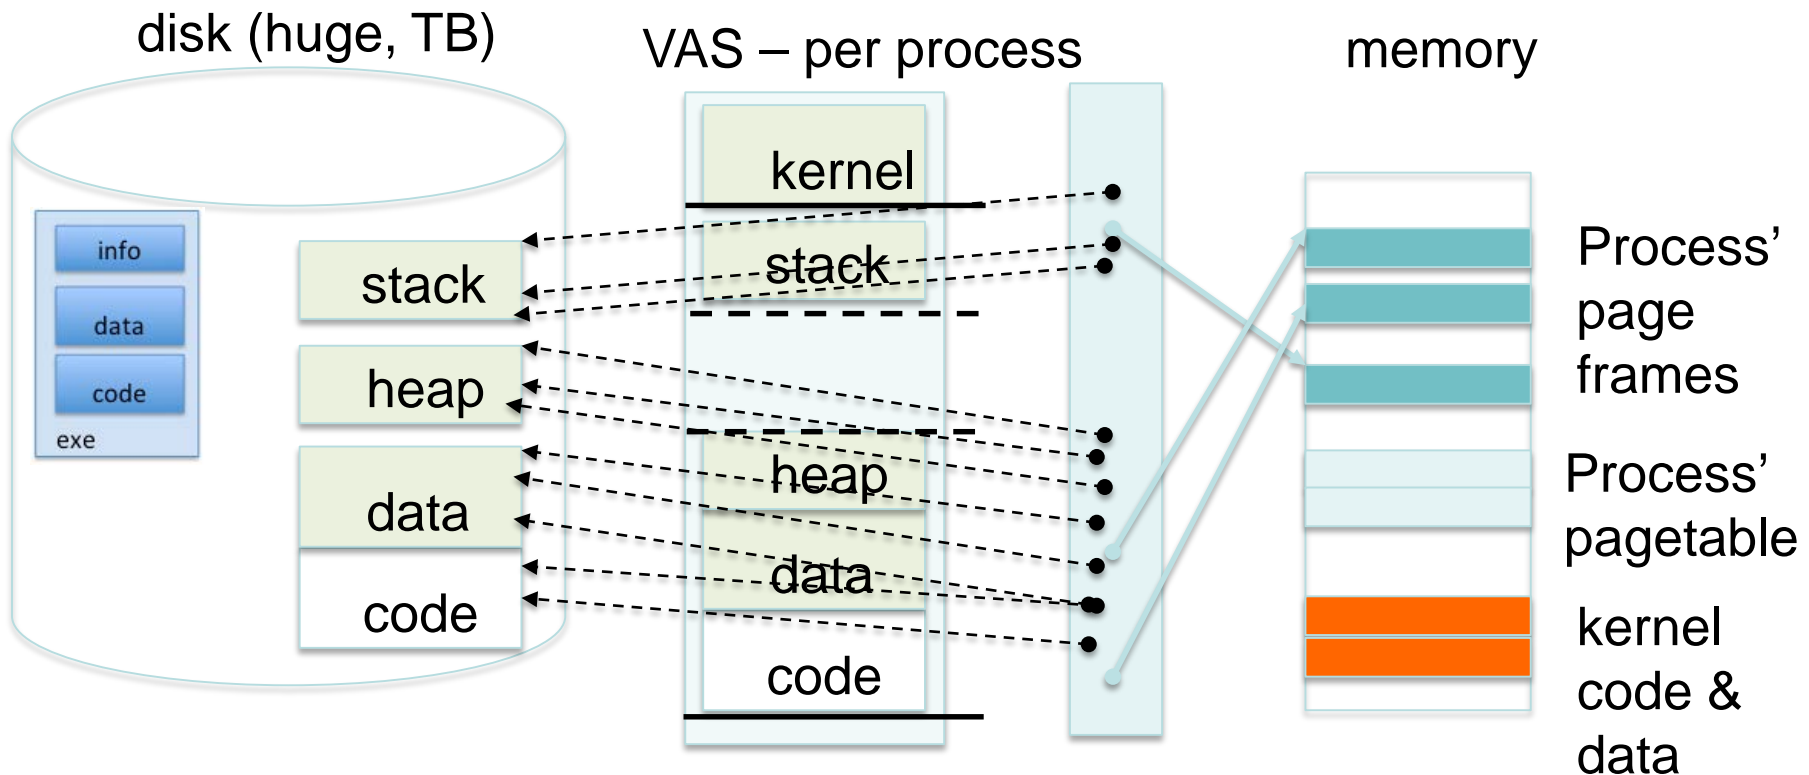 disk (huge, TB)
VAS – per process
memory
info
data
code
exe
stack
heap
data
code
kernel
stack
heap
data
code
Process’
page
frames
Process’
pagetable
kernel
code &
data